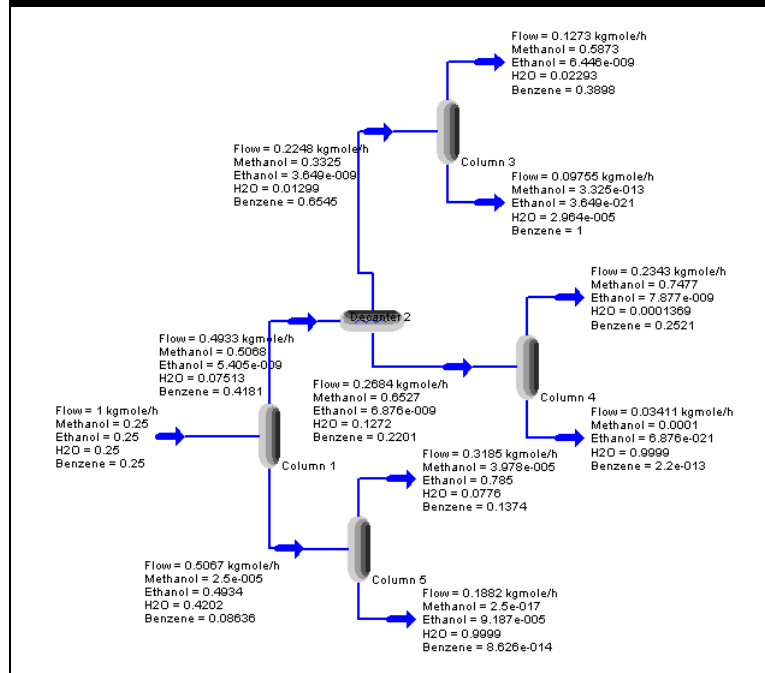 Flow = 0.1273 kgmole/h
Methanol = 0.5873
Ethanol = 6.446e-009
H2O = 0.02293
Benzene = 0.3898
Flow = 0.2248 kgmole/h
Methanol = 0.3325
Ethanol = 3.649e-009
H2O = 0.01299
Benzene = 0.6545
Column 3
Flow = 0.09755 kgmole/h
Methanol = 3.325e-013
Ethanol = 3.649e-021
H2O = 2.964e-005
Benzene = 1
Flow = 0.2343 kgmole/h
Methanol = 0.7477
Ethanol = 7.877e-009
H2O = 0.0001369
Benzene = 0.2521
Decanter 2
Flow = 0.4933 kgmole/h
Methanol = 0.5068
Ethanol = 5.405e-009
H2O = 0.07513
Benzene = 0.4181
Flow = 0.2684 kgmole/h
Methanol = 0.6527
Ethanol = 6.876e-009
H2O = 0.1272
Benzene = 0.2201
Column 4
Flow = 0.03411 kgmole/h
Methanol = 0.0001
Ethanol = 6.876e-021
H2O = 0.9999
Benzene = 2.2e-013
Flow = 1 kgmole/h
Methanol = 0.25
Ethanol = 0.25
H2O = 0.25
Benzene = 0.25
Column 1
Flow = 0.3185 kgmole/h
Methanol = 3.978e-005
Ethanol = 0.785
H2O = 0.0776
Benzene = 0.1374
Flow = 0.5067 kgmole/h
Methanol = 2.5e-005
Ethanol = 0.4934
H2O = 0.4202
Benzene = 0.08636
Column 5
Flow = 0.1882 kgmole/h
Methanol = 2.5e-017
Ethanol = 9.187e-005
H2O = 0.9999
Benzene = 8.626e-014